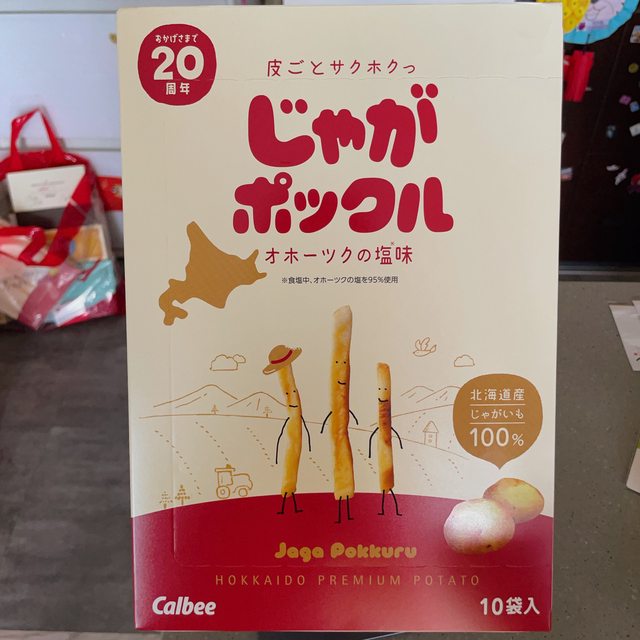 おかげさまで
20
周年
皮ごとサクホクっ
じゃが
ポックル
オホーツクの塩味
※食塩中、オホーツクの塩を95%使用
北海道産
じゃがいも
100%
Jaga Pokkuru
HOKKAIDO PREMIUM POTATO
Calbee
10袋入